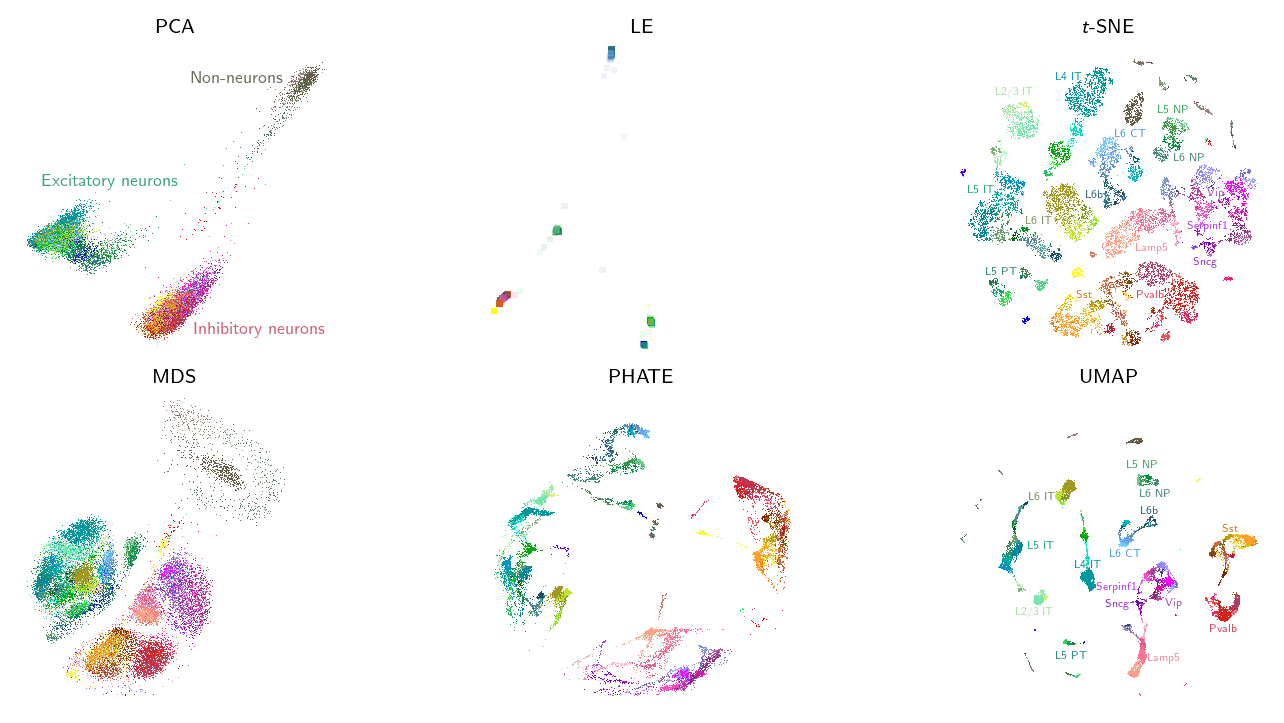 PCA
LE
t-SNE
Non-neurons
Excitatory neurons
Inhibitory neurons
L4 IT
L2/3 IT
L5 NP
L6 CT
L6 NP
L5 IT
L6b
Vip
L6 IT
Serpinf1
Lamp5
Sncg
L5 PT
Sst
Pvalb
MDS
PHATE
UMAP
L5 NP
L6 IT
L6 NP
L6b
Sst
L5 IT
L6 CT
L4 IT
Serpinf1
Sncg
Vip
L2/3 IT
Pvalb
L5 PT
Lamp5